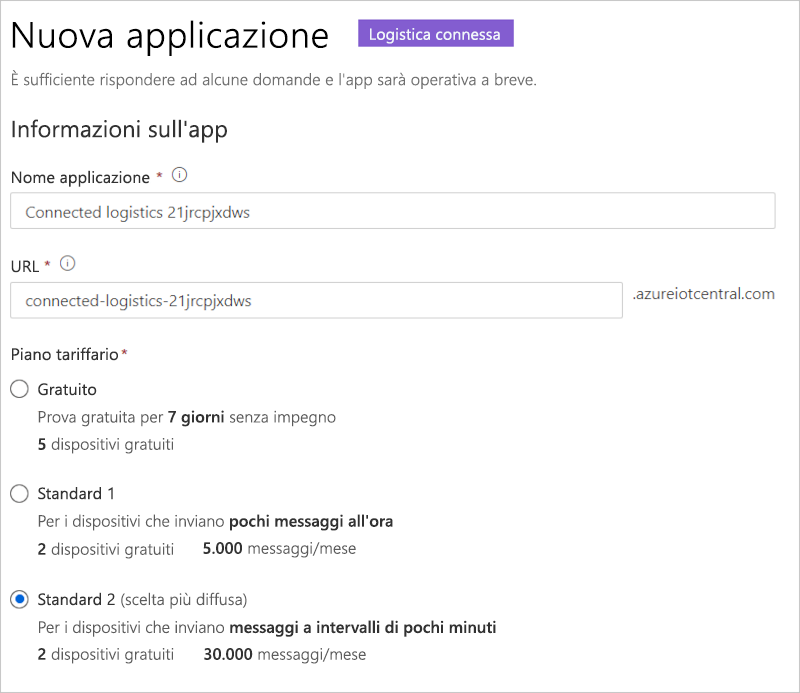 Nuova applicazione Logistica connessa
È sufficiente rispondere ad alcune domande e l'app sarà operativa a breve.
Informazioni sull'app
Nome applicazione * i
Connected logistics 21jrcpjxdws
URL * i
connected-logistics-21jrcpjxdws .azureiotcentral.com
Piano tariffario*
Gratuito
Prova gratuita per 7 giorni senza impegno
5 dispositivi gratuiti
Standard 1
Per i dispositivi che inviano pochi messaggi all'ora
2 dispositivi gratuiti 5.000 messaggi/mese
Standard 2 (scelta più diffusa)
Per i dispositivi che inviano messaggi a intervalli di pochi minuti
2 dispositivi gratuiti 30.000 messaggi/mese